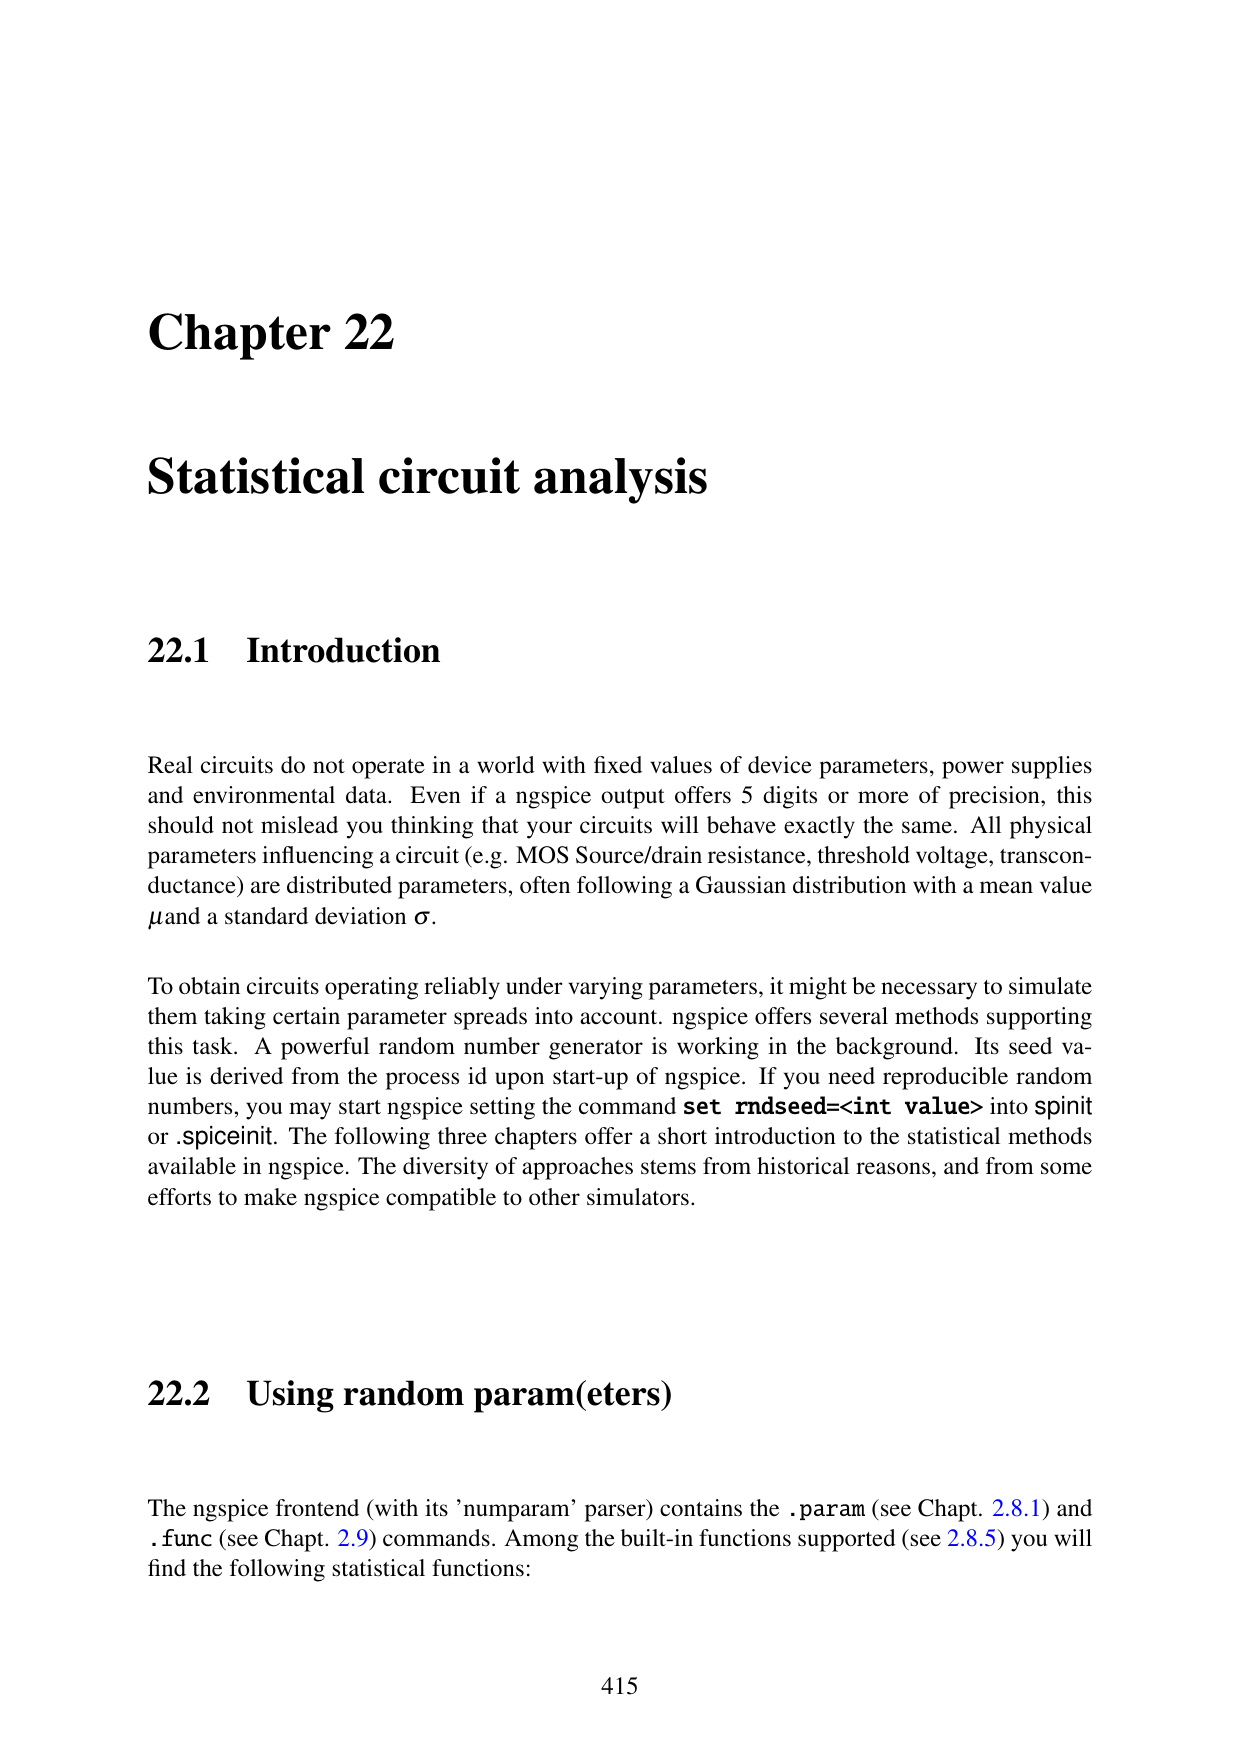 Chapter 22
Statistical circuit analysis
22.1 Introduction
Real circuits do not operate in a world with fixed values of device parameters, power supplies
and environmental data. Even if a ngspice output offers 5 digits or more of precision, this
should not mislead you thinking that your circuits will behave exactly the same. All physical
parameters influencing a circuit (e.g. MOS Source/drain resistance, threshold voltage, transcon-
ductance) are distributed parameters, often following a Gaussian distribution with a mean value
μand a standard deviation σ.
To obtain circuits operating reliably under varying parameters, it might be necessary to simulate
them taking certain parameter spreads into account. ngspice offers several methods supporting
this task. A powerful random number generator is working in the background. Its seed va-
lue is derived from the process id upon start-up of ngspice. If you need reproducible random
numbers, you may start ngspice setting the command set rndseed=<int value> into spinit
or .spiceinit. The following three chapters offer a short introduction to the statistical methods
available in ngspice. The diversity of approaches stems from historical reasons, and from some
efforts to make ngspice compatible to other simulators.
22.2 Using random param(eters)
The ngspice frontend (with its ’numparam’ parser) contains the .param (see Chapt. 2.8.1) and
.func (see Chapt. 2.9) commands. Among the built-in functions supported (see 2.8.5) you will
find the following statistical functions:
415